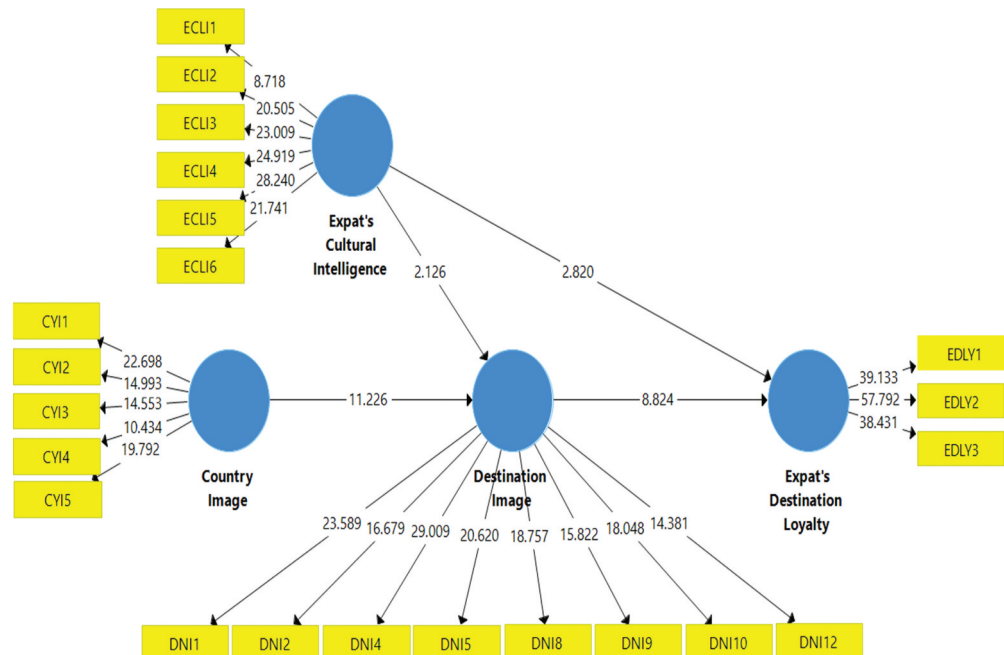 ECLI1
ECLI2
ECLI3
ECLI4
ECLI5
ECLI6
8.718
20.505
23.009
24.919
28.240
21.741
Expat's
Cultural
Intelligence
2.126
2.820
CYI1
CYI2
CYI3
CYI4
CYI5
22.698
14.993
14.553
10.434
19.792
Country
Image
11.226
Destination
Image
8.824
Expat's
Destination
Loyalty
39.133
57.792
38.431
EDLY1
EDLY2
EDLY3
23.589
16.679
29.009
20.620
18.757
15.822
18.048
14.381
DNI1
DNI2
DNI4
DNI5
DNI8
DNI9
DNI10
DNI12